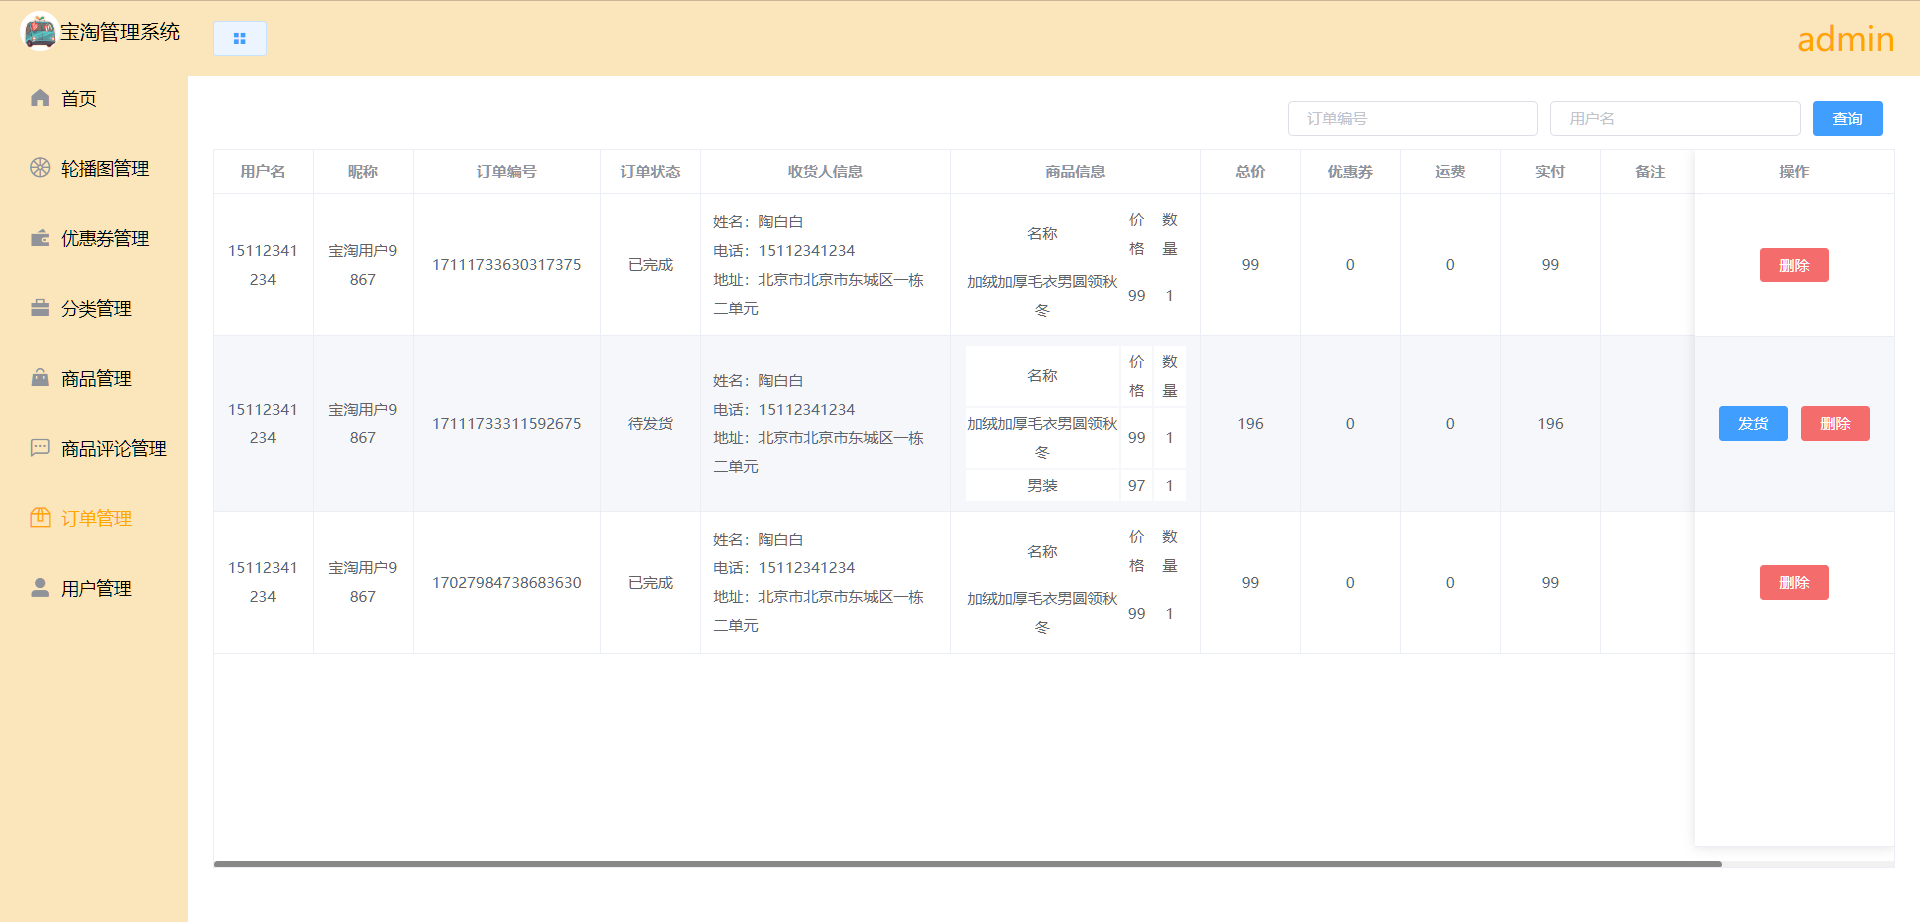 宝淘管理系统
admin
首页
轮播图管理
优惠券管理
分类管理
商品管理
商品评论管理
订单管理
用户管理
订单编号
用户名
查询
用户名
昵称
订单编号
订单状态
收货人信息
商品信息
总价
优惠券
运费
实付
备注
操作
15112341
234
宝淘用户9
867
17111733630317375
已完成
姓名：陶白白
电话：15112341234
地址：北京市北京市东城区一栋
二单元
名称
价
格
数
量
加绒加厚毛衣男圆领秋
冬
99
1
99
0
0
99
删除
15112341
234
宝淘用户9
867
17111733311592675
待发货
姓名：陶白白
电话：15112341234
地址：北京市北京市东城区一栋
二单元
名称
价
格
数
量
加绒加厚毛衣男圆领秋
冬
99
1
男装
97
1
196
0
0
196
发货
删除
15112341
234
宝淘用户9
867
17027984738683630
已完成
姓名：陶白白
电话：15112341234
地址：北京市北京市东城区一栋
二单元
名称
价
格
数
量
加绒加厚毛衣男圆领秋
冬
99
1
99
0
0
99
删除